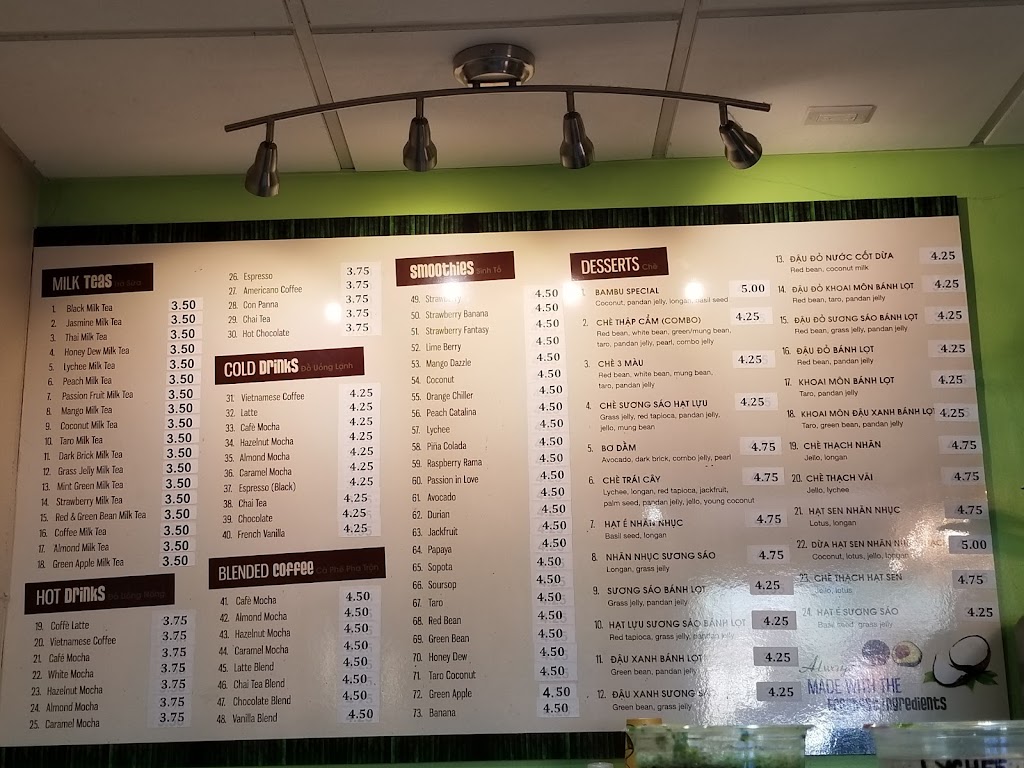 MILK TEAS Trà Sữa
1. Black Milk Tea 3.50
2. Jasmine Milk Tea 3.50
3. Thai Milk Tea 3.50
4. Honey Dew Milk Tea 3.50
5. Lychee Milk Tea 3.50
6. Peach Milk Tea 3.50
7. Passion Fruit Milk Tea 3.50
8. Mango Milk Tea 3.50
9. Coconut Milk Tea 3.50
10. Taro Milk Tea 3.50
11. Dark Brick Milk Tea 3.50
12. Grass Jelly Milk Tea 3.50
13. Mint Green Milk Tea 3.50
14. Strawberry Milk Tea 3.50
15. Red & Green Bean Milk Tea 3.50
16. Coffee Milk Tea 3.50
17. Almond Milk Tea 3.50
18. Green Apple Milk Tea 3.50
HOT DRINKS Đồ Uống Nóng
19. Coffè Latte 3.75
20. Vietnamese Coffee 3.75
21. Café Mocha 3.75
22. White Mocha 3.75
23. Hazelnut Mocha 3.75
24. Almond Mocha 3.75
25. Caramel Mocha 3.75
26. Espresso 3.75
27. Americano Coffee 3.75
28. Con Panna 3.75
29. Chai Tea 3.75
30. Hot Chocolate 3.75
COLD DRINKS Đồ Uống Lạnh
31. Vietnamese Coffee 4.25
32. Latte 4.25
33. Cafè Mocha 4.25
34. Hazelnut Mocha 4.25
35. Almond Mocha 4.25
36. Caramel Mocha 4.25
37. Espresso (Black) 4.25
38. Chai Tea 4.25
39. Chocolate 4.25
40. French Vanilla 4.25
BLENDED COFFEE Cà Phê Pha Trộn
41. Cafè Mocha 4.50
42. Almond Mocha 4.50
43. Hazelnut Mocha 4.50
44. Caramel Mocha 4.50
45. Latte Blend 4.50
46. Chai Tea Blend 4.50
47. Chocolate Blend 4.50
48. Vanilla Blend 4.50
SMOOTHIES Sinh Tố
49. Strawberry 4.50
50. Strawberry Banana 4.50
51. Strawberry Fantasy 4.50
52. Lime Berry 4.50
53. Mango Dazzle 4.50
54. Coconut 4.50
55. Orange Chiller 4.50
56. Peach Catalina 4.50
57. Lychee 4.50
58. Piña Colada 4.50
59. Raspberry Rama 4.50
60. Passion in Love 4.50
61. Avocado 4.50
62. Durian 4.50
63. Jackfruit 4.50
64. Papaya 4.50
65. Sopota 4.50
66. Soursop 4.50
67. Taro 4.50
68. Red Bean 4.50
69. Green Bean 4.50
70. Honey Dew 4.50
71. Taro Coconut 4.50
72. Green Apple 4.50
73. Banana 4.50
DESSERTS Chè
1. BAMBU SPECIAL 5.00
Coconut, pandan jelly, longan, basil seed
2. CHÈ THẬP CẨM (COMBO) 4.25
Red bean, white bean, green/mung bean,
taro, pandan jelly, pearl, combo jelly
3. CHÈ 3 MÀU 4.25
Red bean, white bean, mung bean,
taro, pandan jelly
4. CHÈ SƯƠNG SÁO HẠT LỰU 4.25
Grass jelly, red tapioca, pandan jelly,
jello, mung bean
5. BƠ DẰM 4.75
Avocado, dark brick, combo jelly, pearl
6. CHÈ TRÁI CÂY 4.75
Lychee, longan, red tapioca, jackfruit,
palm seed, pandan jelly, jello, young coconut
7. HẠT É NHÃN NHỤC 4.75
Basil seed, longan
8. NHÃN NHỤC SƯƠNG SÁO 4.75
Longan, grass jelly
9. SƯƠNG SÁO BÁNH LỌT 4.25
Grass jelly, pandan jelly
10. HẠT LỰU SƯƠNG SÁO BÁNH LỌT 4.25
Red tapioca, grass jelly, pandan jelly
11. ĐẬU XANH BÁNH LỌT 4.25
Green bean, pandan jelly
12. ĐẬU XANH SƯƠNG 4.25
Green bean, grass jelly
13. ĐẬU ĐỎ NƯỚC CỐT DỪA 4.25
Red bean, coconut milk
14. ĐẬU ĐỎ KHOAI MÔN BÁNH LỌT 4.25
Red bean, taro, pandan jelly
15. ĐẬU ĐỎ SƯƠNG SÁO BÁNH LỌT 4.25
Red bean, grass jelly, pandan jelly
16. ĐẬU ĐỎ BÁNH LỌT 4.25
Red bean, pandan jelly
17. KHOAI MÔN BÁNH LỌT 4.25
Taro, pandan jelly
18. KHOAI MÔN ĐẬU XANH BÁNH LỌT 4.25
Taro, green bean, pandan jelly
19. CHÈ THẠCH NHÃN 4.75
Jello, longan
20. CHÈ THẠCH VẢI 4.75
Jello, lychee
21. HẠT SEN NHÃN NHỤC 4.75
Lotus, longan
22. DỪA HẠT SEN NHÃN 5.00
Coconut, lotus, jello, longan
23. CHÈ THẠCH HẠT SEN 4.75
Jello, lotus
24. HẠT É SƯƠNG SÁO 4.25
Basil seed, grass jelly
Always
MADE WITH THE
FRESHEST Ingredients
LYCHEE